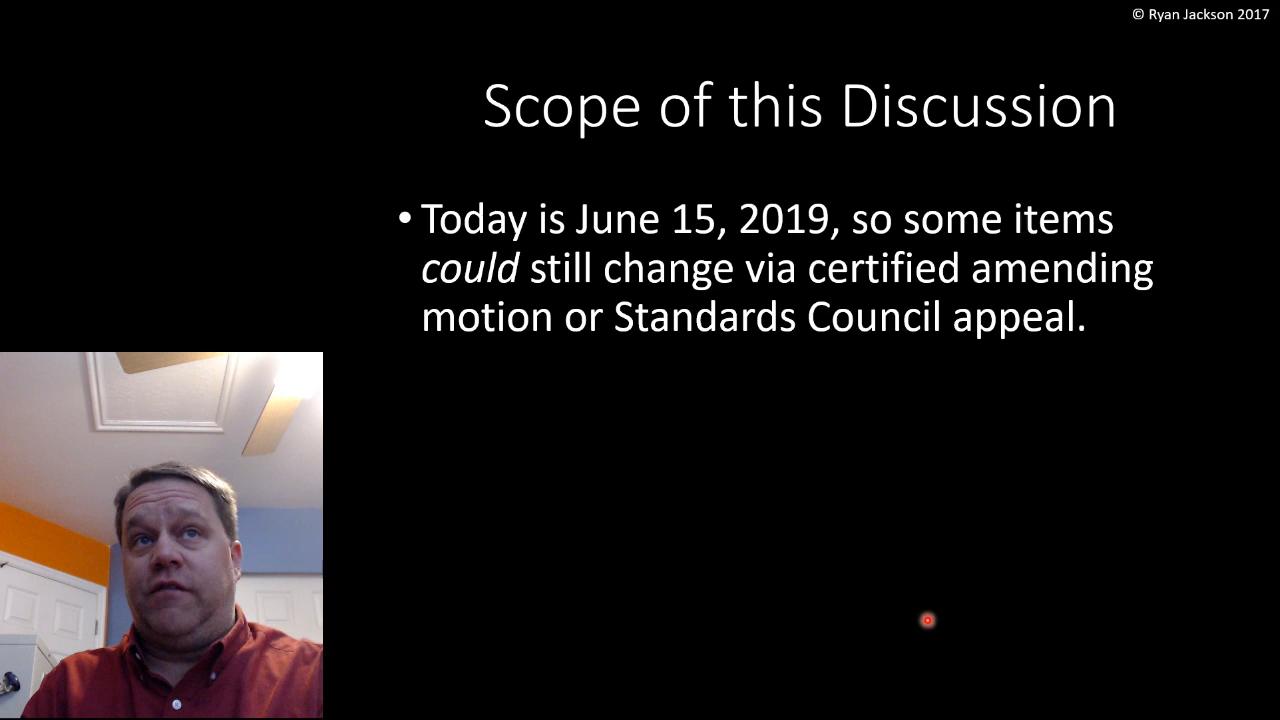 © Ryan Jackson 2017
Scope of this Discussion
• Today is June 15, 2019, so some items
could still change via certified amending
motion or Standards Council appeal.